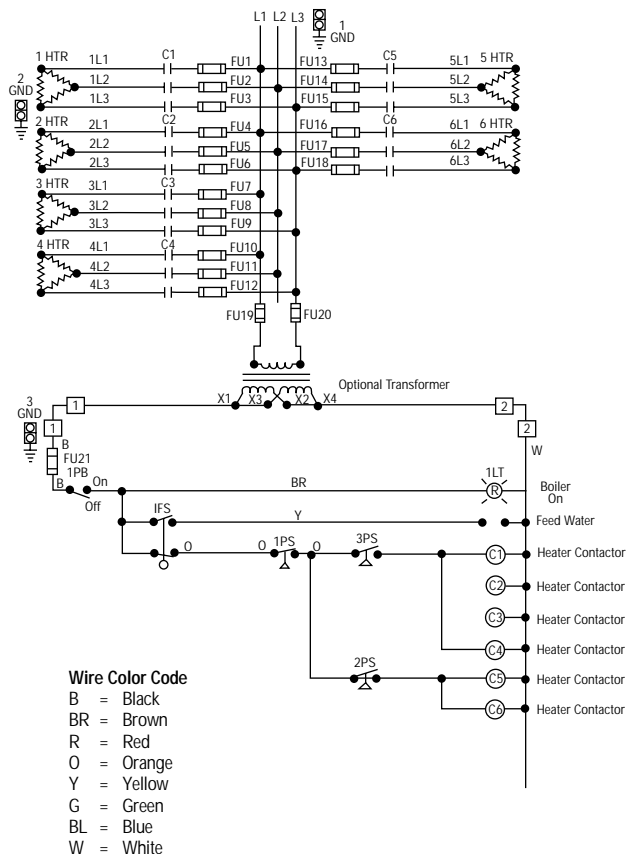 L1 L2 L3
1
GND
1 HTR 1L1 C1 FU1 FU13 C5 5L1 5 HTR
2
GND
1L2 FU2 FU14 5L2
1L3 FU3 FU15 5L3
2 HTR 2L1 C2 FU4 FU16 C6 6L1 6 HTR
2L2 FU5 FU17 6L2
2L3 FU6 FU18 6L3
3 HTR 3L1 C3 FU7
3L2 FU8
3L3 FU9
4 HTR 4L1 C4 FU10
4L2 FU11
4L3 FU12
FU19 FU20
Optional Transformer
X1 X3 X2 X4
3
GND
1 2
1 2
B W
FU21
1PB
B On
Off
BR
1LT
R
Boiler
On
IFS Y Feed Water
O O 1PS O 3PS C1 Heater Contactor
C2 Heater Contactor
C3 Heater Contactor
C4 Heater Contactor
2PS C5 Heater Contactor
C6 Heater Contactor
Wire Color Code
B = Black
BR = Brown
R = Red
O = Orange
Y = Yellow
G = Green
BL = Blue
W = White